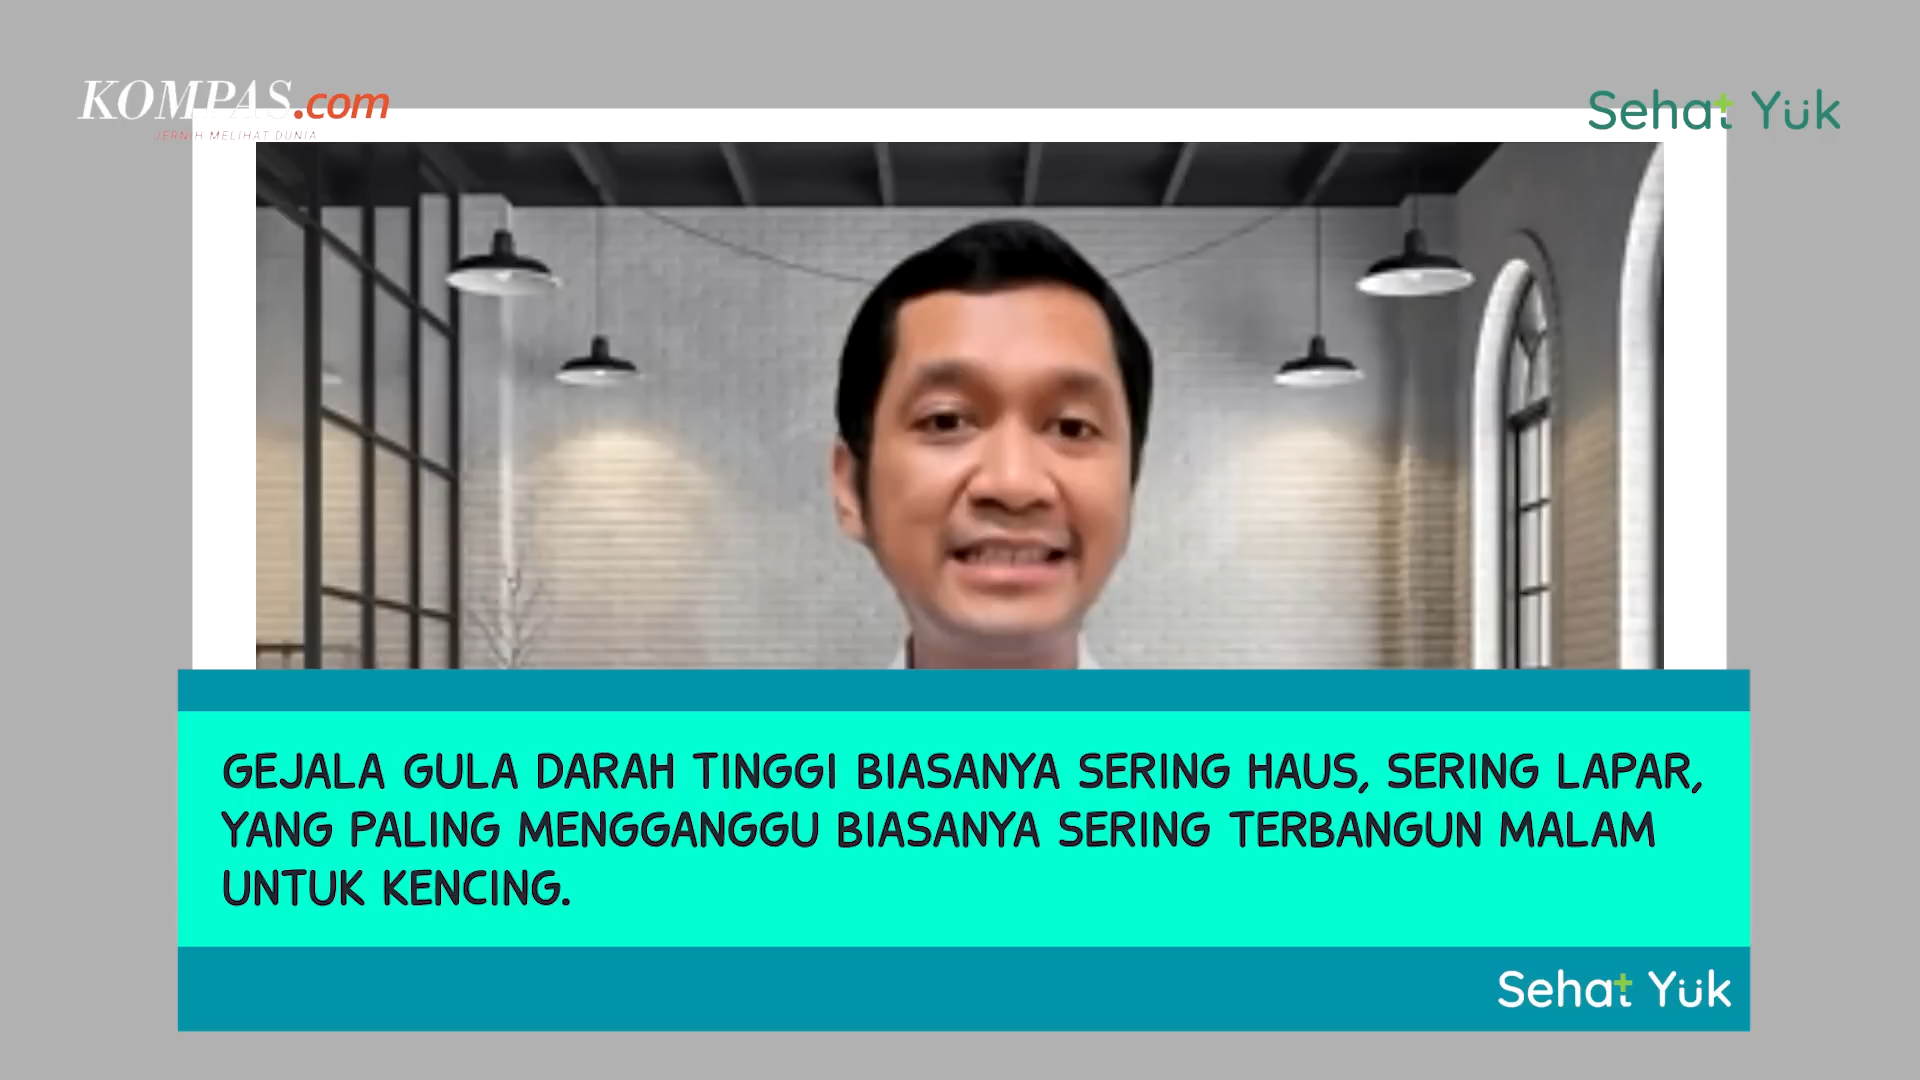 KOMPAS.com
JERNIH MELIHAT DUNIA
Sehat Yuk
GEJALA GULA DARAH TINGGI BIASANYA SERING HAUS, SERING LAPAR,
YANG PALING MENGGANGGU BIASANYA SERING TERBANGUN MALAM
UNTUK KENCING.
Sehat Yuk